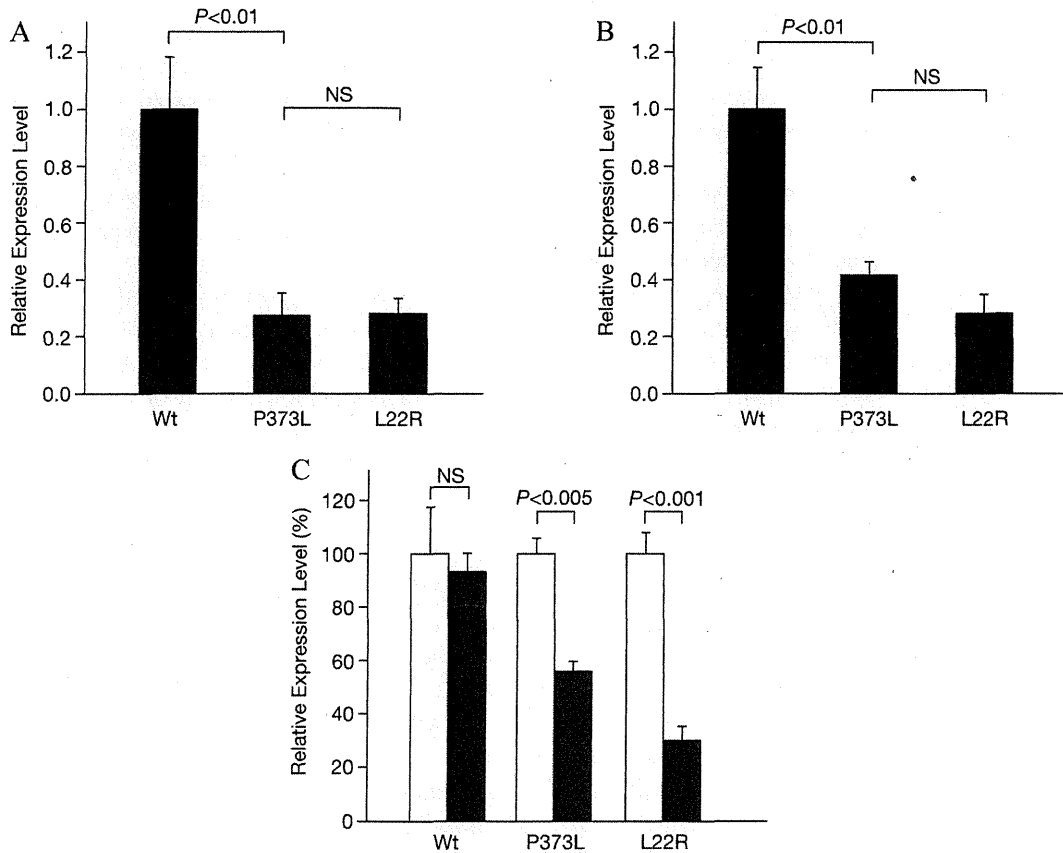 A
P<0.01
NS
Relative Expression Level
1.2
1.0
0.8
0.6
0.4
0.2
0.0
Wt
P373L
L22R
B
P<0.01
NS
Relative Expression Level
1.2
1.0
0.8
0.6
0.4
0.2
0.0
Wt
P373L
L22R
C
NS
P<0.005
P<0.001
Relative Expression Level (%)
120
100
80
60
40
20
0
Wt
P373L
L22R